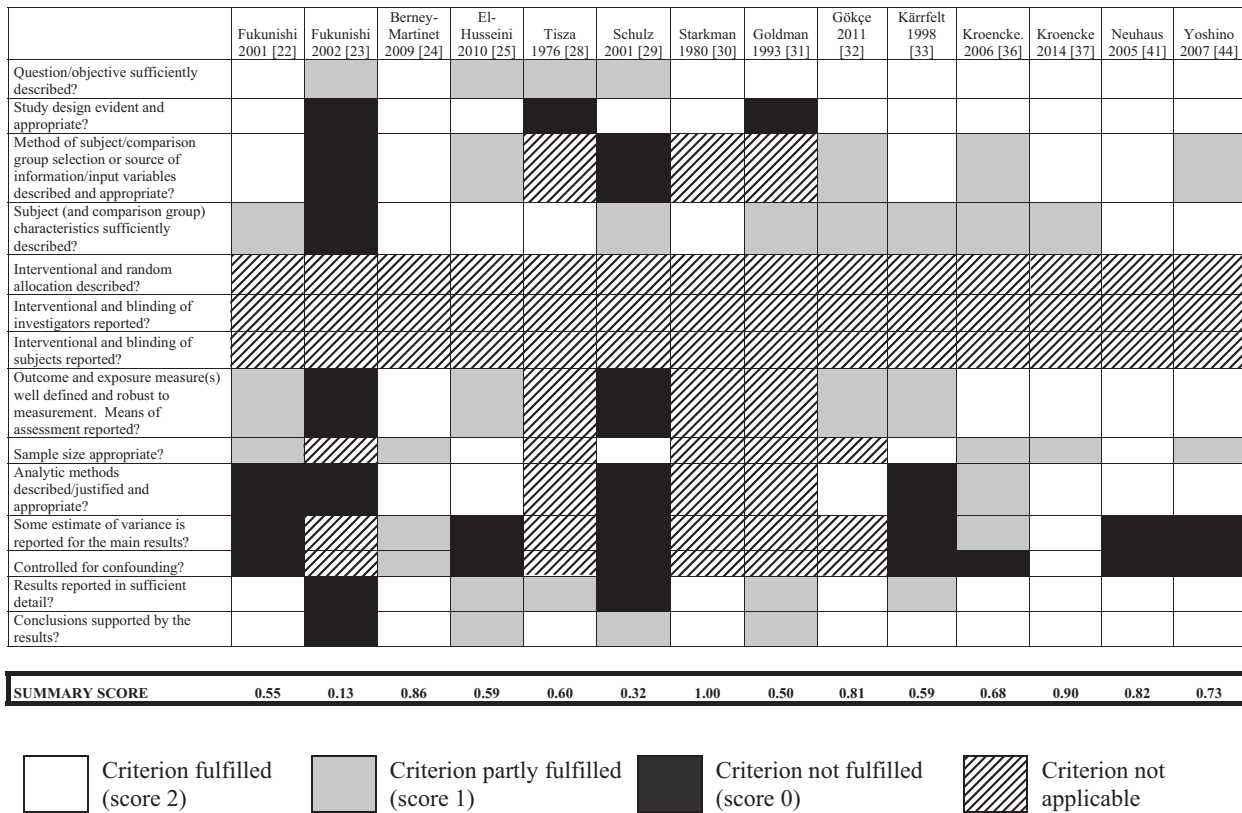 Fukunishi 2001 [22]
Fukunishi 2002 [23]
Berney-Martinet 2009 [24]
El-Husseini 2010 [25]
Tisza 1976 [28]
Schulz 2001 [29]
Starkman 1980 [30]
Goldman 1993 [31]
Gökçe 2011 [32]
Kärrfelt 1998 [33]
Kroencke. 2006 [36]
Kroencke 2014 [37]
Neuhaus 2005 [41]
Yoshino 2007 [44]
Question/objective sufficiently
described?
Study design evident and
appropriate?
Method of subject/comparison
group selection or source of
information/input variables
described and appropriate?
Subject (and comparison group)
characteristics sufficiently
described?
Interventional and random
allocation described?
Interventional and blinding of
investigators reported?
Interventional and blinding of
subjects reported?
Outcome and exposure measure(s)
well defined and robust to
measurement. Means of
assessment reported?
Sample size appropriate?
Analytic methods
described/justified and
appropriate?
Some estimate of variance is
reported for the main results?
Controlled for confounding?
Results reported in sufficient
detail?
Conclusions supported by the
results?
SUMMARY SCORE 0.55 0.13 0.86 0.59 0.60 0.32 1.00 0.50 0.81 0.59 0.68 0.90 0.82 0.73
Criterion fulfilled
(score 2)
Criterion partly fulfilled
(score 1)
Criterion not fulfilled
(score 0)
Criterion not
applicable